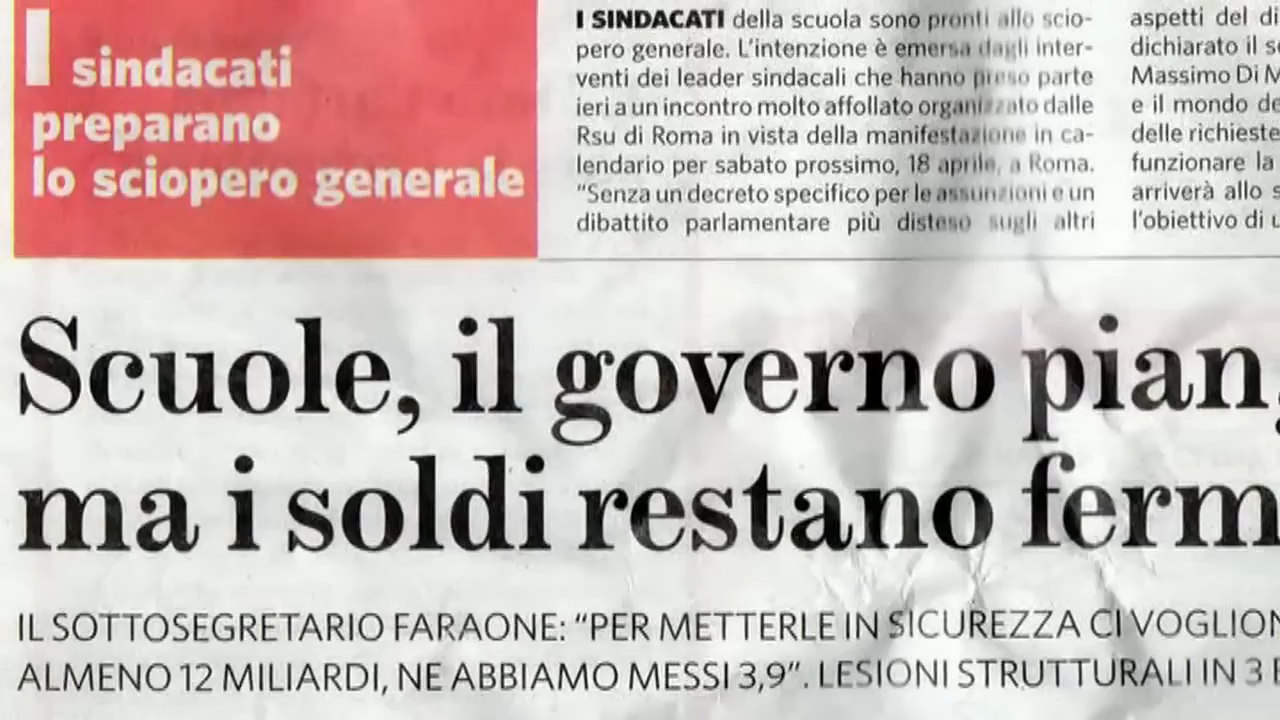 I sindacati
preparano
lo sciopero generale
I SINDACATI della scuola sono pronti allo scio-
pero generale. L'intenzione è emersa dagli inter-
venti dei leader sindacali che hanno preso parte
ieri a un incontro molto affollato organizzato dalle
Rsu di Roma in vista della manifestazione in ca-
lendario per sabato prossimo, 18 aprile, a Roma.
"Senza un decreto specifico per le assunzioni e un
dibattito parlamentare più disteso sugli altri
aspetti del di
dichiarato il s
Massimo Di M
e il mondo de
delle richieste
funzionare la
arriverà allo s
l'obiettivo di u
Scuole, il governo pian
ma i soldi restano ferm
IL SOTTOSEGRETARIO FARAONE: "PER METTERLE IN SICUREZZA CI VOGLION
ALMENO 12 MILIARDI, NE ABBIAMO MESSI 3,9". LESIONI STRUTTURALI IN 3